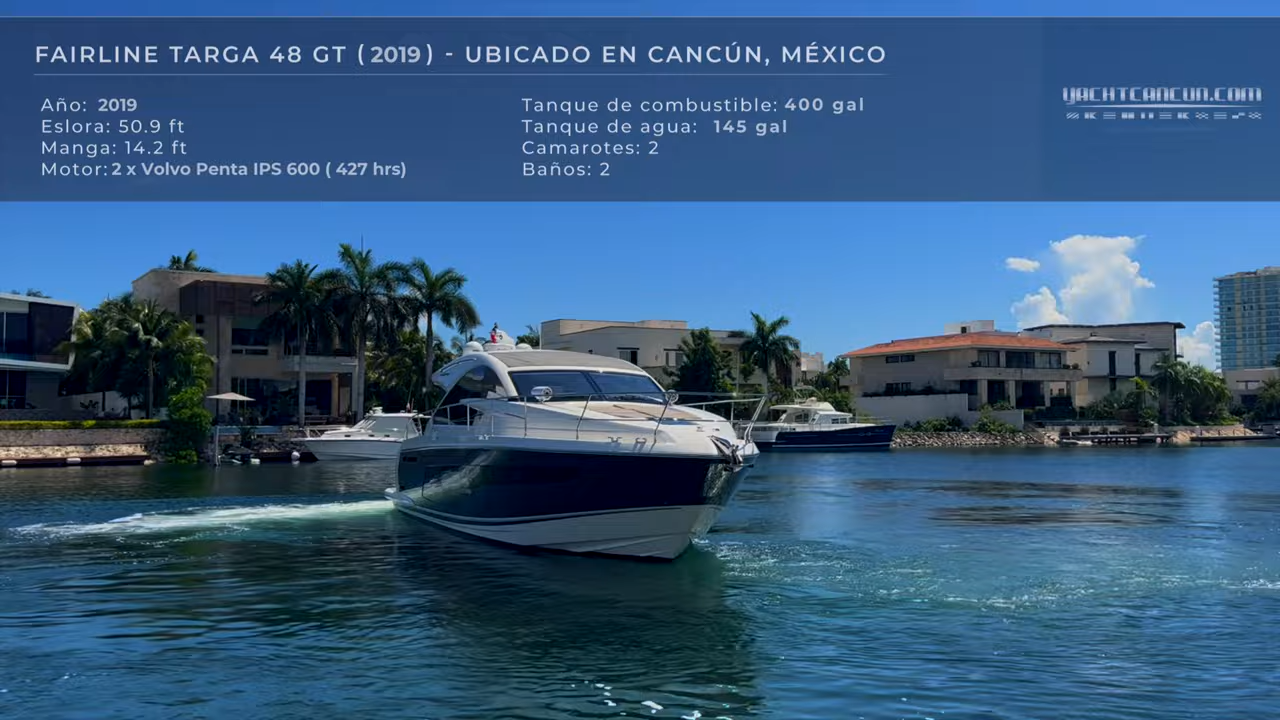 FAIRLINE TARGA 48 GT ( 2019 ) - UBICADO EN CANCÚN, MÉXICO
Año: 2019
Eslora: 50.9 ft
Manga: 14.2 ft
Motor: 2 x Volvo Penta IPS 600 ( 427 hrs)
Tanque de combustible: 400 gal
Tanque de agua: 145 gal
Camarotes: 2
Baños: 2
YACHTCANCUN.COM